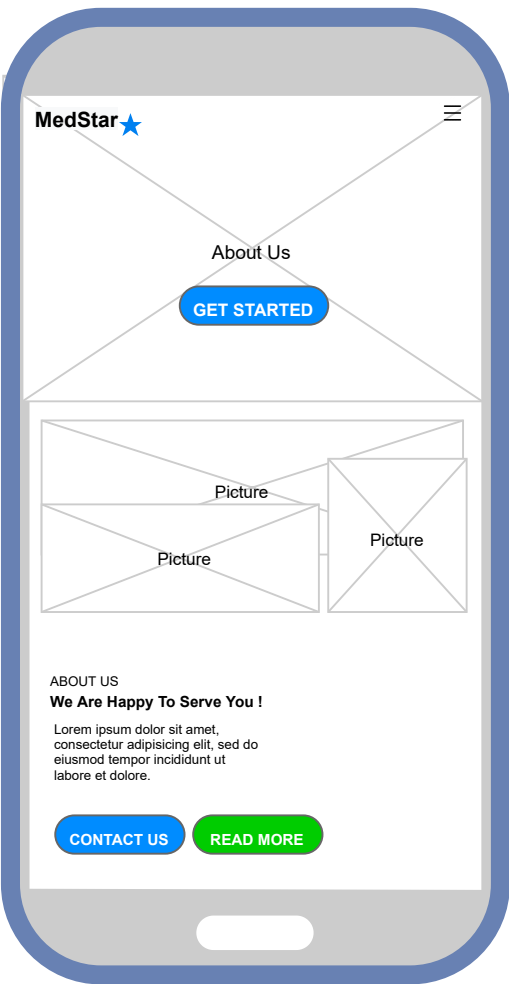 MedStar
About Us
GET STARTED
Picture
Picture
Picture
ABOUT US
We Are Happy To Serve You !
Lorem ipsum dolor sit amet,
consectetur adipisicing elit, sed do
eiusmod tempor incididunt ut
labore et dolore.
CONTACT US
READ MORE